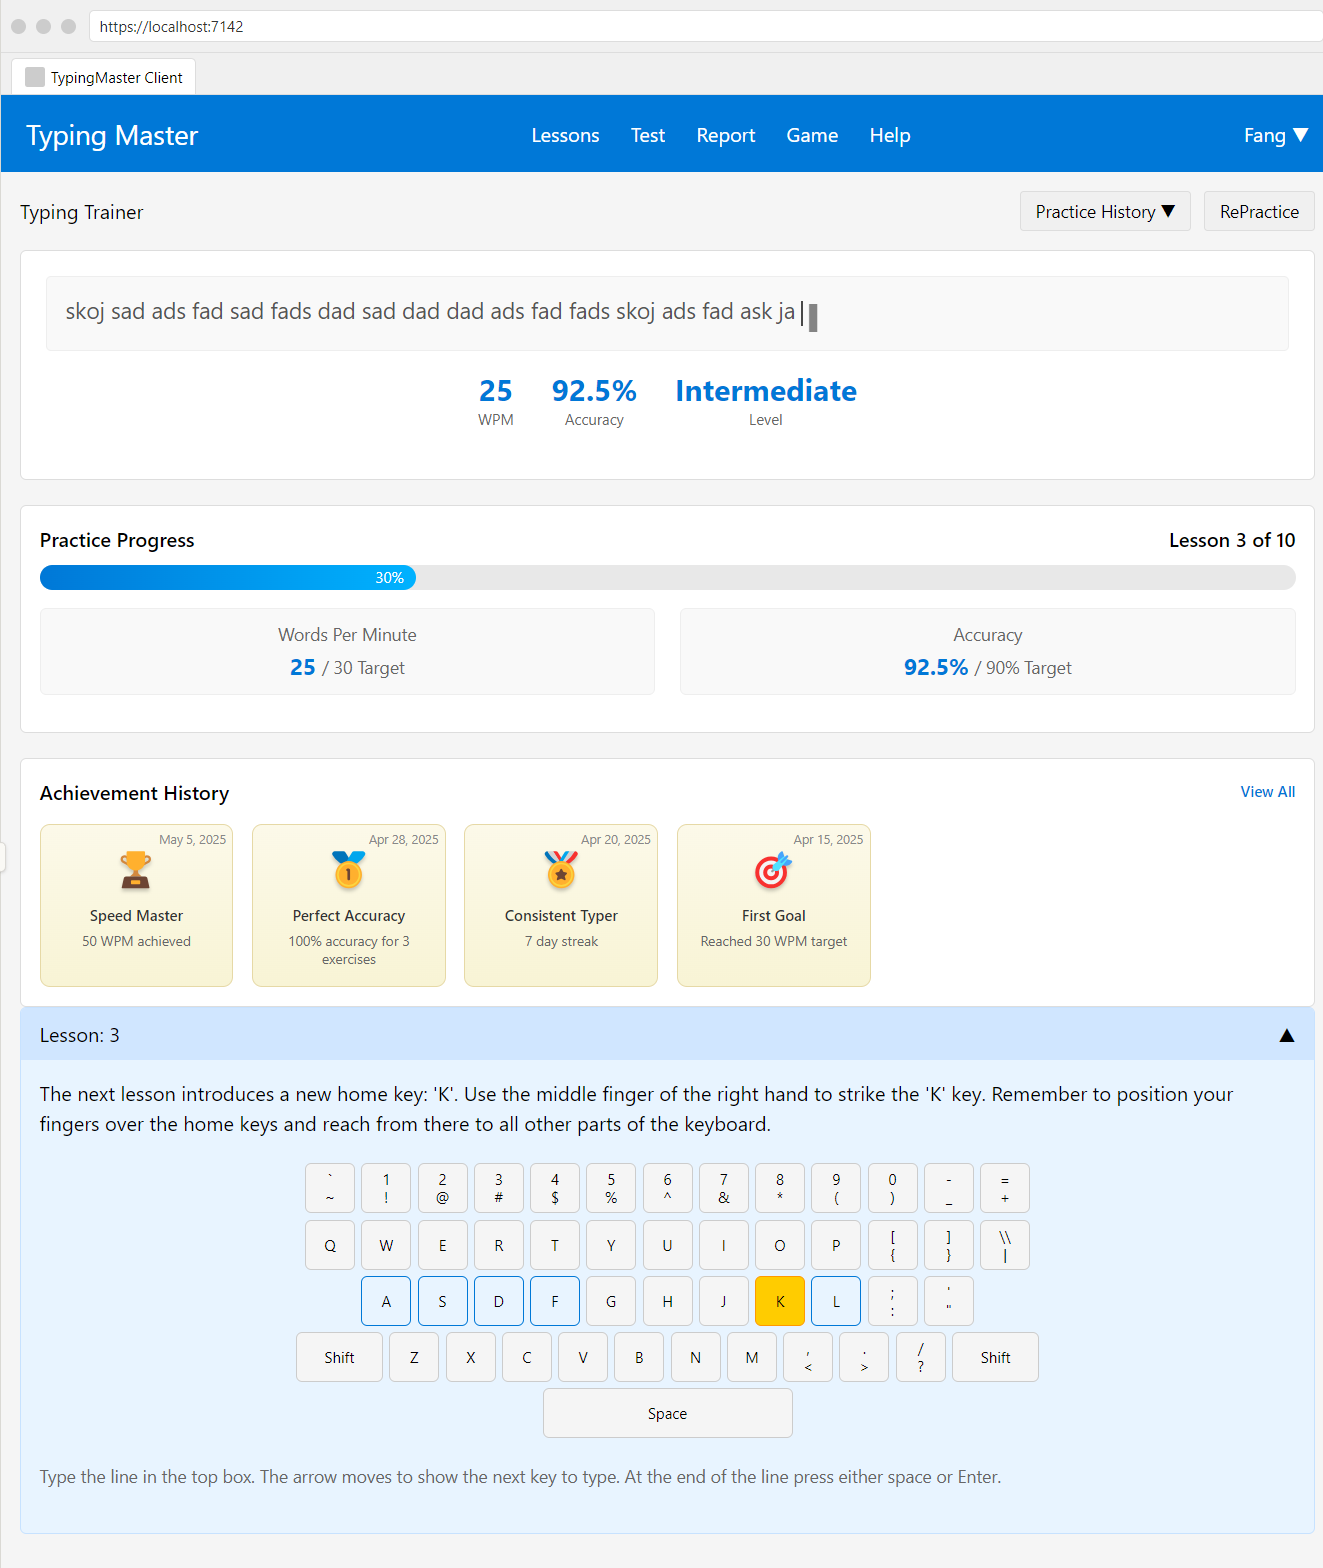 https://localhost:7142
TypingMaster Client
Typing Master Lessons Test Report Game Help Fang ▼
Typing Trainer Practice History ▼ RePractice
skoj sad ads fad sad fads dad sad dad dad ads fad fads skoj ads fad ask ja
25 92.5% Intermediate
WPM Accuracy Level
Practice Progress Lesson 3 of 10
30%
Words Per Minute Accuracy
25 / 30 Target 92.5% / 90% Target
Achievement History View All
May 5, 2025 Apr 28, 2025 Apr 20, 2025 Apr 15, 2025
1
Speed Master Perfect Accuracy Consistent Typer First Goal
50 WPM achieved 100% accuracy for 3 7 day streak Reached 30 WPM target
exercises
Lesson: 3 ▲
The next lesson introduces a new home key: 'K'. Use the middle finger of the right hand to strike the 'K' key. Remember to position your
fingers over the home keys and reach from there to all other parts of the keyboard.
` 1 2 3 4 5 6 7 8 9 0 - =
~ ! @ # $ % ^ & * ( ) _ +
Q W E R T Y U I O P [ ] \\
{ } |
A S D F G H J K L ; '
: "
Shift Z X C V B N M , . / Shift
< > ?
Space
Type the line in the top box. The arrow moves to show the next key to type. At the end of the line press either space or Enter.